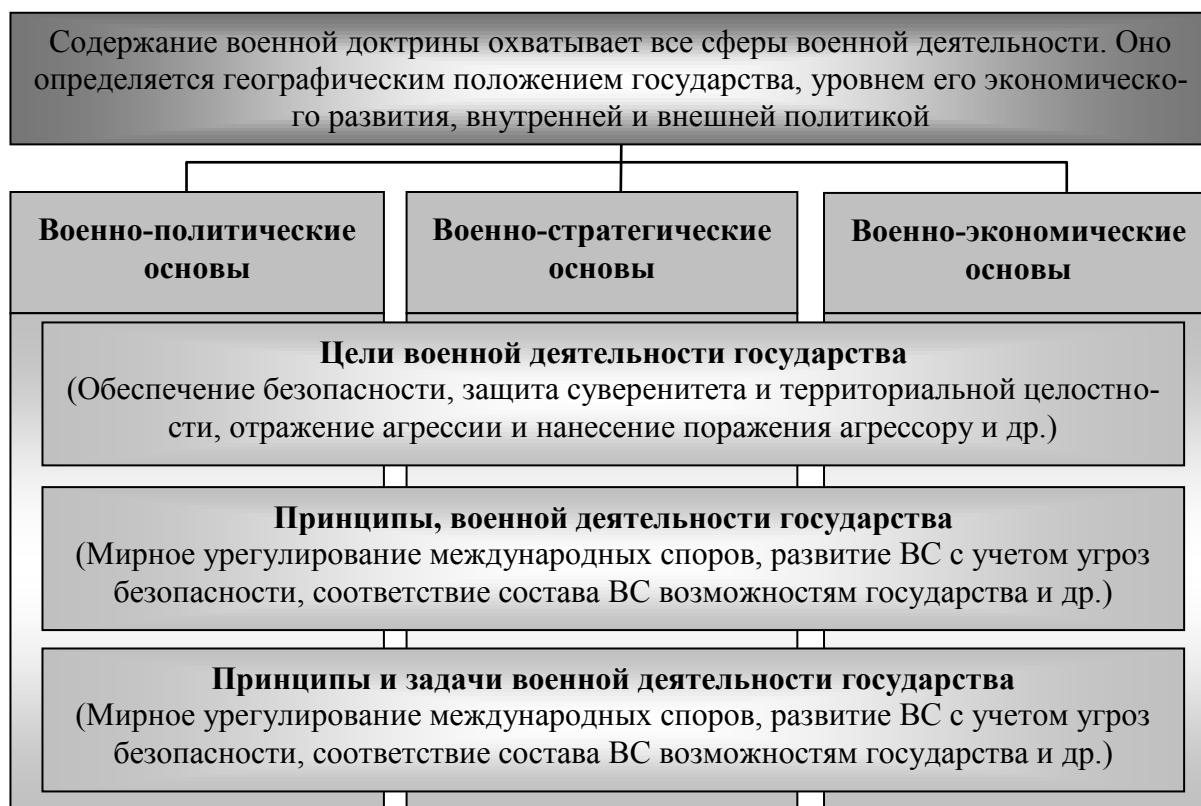 Содержание военной доктрины охватывает все сферы военной деятельности. Оно
определяется географическим положением государства, уровнем его экономическо-
го развития, внутренней и внешней политикой
Военно-политические
основы
Военно-стратегические
основы
Военно-экономические
основы
Цели военной деятельности государства
(Обеспечение безопасности, защита суверенитета и территориальной целостно-
сти, отражение агрессии и нанесение поражения агрессору и др.)
Принципы, военной деятельности государства
(Мирное урегулирование международных споров, развитие ВС с учетом угроз
безопасности, соответствие состава ВС возможностям государства и др.)
Принципы и задачи военной деятельности государства
(Мирное урегулирование международных споров, развитие ВС с учетом угроз
безопасности, соответствие состава ВС возможностям государства и др.)